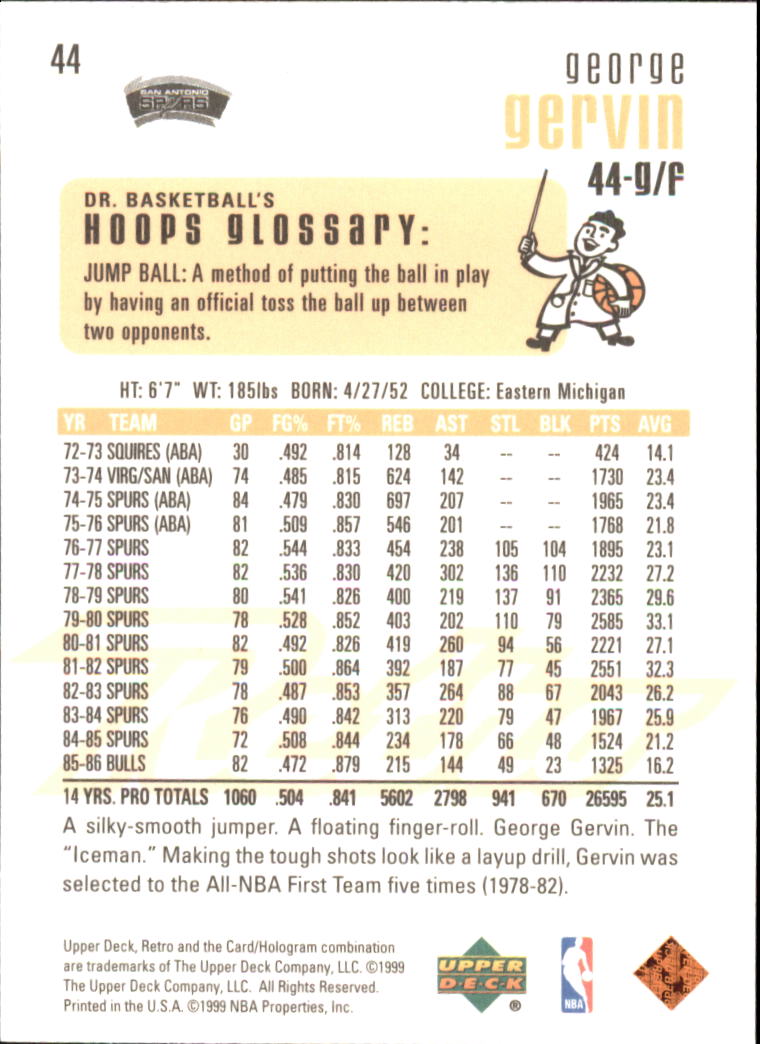 44
SAN ANTONIO
SPURS
george
gervin
44-g/f
DR. BASKETBALL'S
HOOPS GLOSSARY:
JUMP BALL: A method of putting the ball in play
by having an official toss the ball up between
two opponents.
HT: 6'7" WT: 185lbs BORN: 4/27/52 COLLEGE: Eastern Michigan
YR TEAM GP FG% FT% REB AST STL BLK PTS AVG
72-73 SQUIRES (ABA) 30 .492 .814 128 34 -- -- 424 14.1
73-74 VIRG/SAN (ABA) 74 .485 .815 624 142 -- -- 1730 23.4
74-75 SPURS (ABA) 84 .479 .830 697 207 -- -- 1965 23.4
75-76 SPURS (ABA) 81 .509 .857 546 201 -- -- 1768 21.8
76-77 SPURS 82 .544 .833 454 238 105 104 1895 23.1
77-78 SPURS 82 .536 .830 420 302 136 110 2232 27.2
78-79 SPURS 80 .541 .826 400 219 137 91 2365 29.6
79-80 SPURS 78 .528 .852 403 202 110 79 2585 33.1
80-81 SPURS 82 .492 .826 419 260 94 56 2221 27.1
81-82 SPURS 79 .500 .864 392 187 77 45 2551 32.3
82-83 SPURS 78 .487 .853 357 264 88 67 2043 26.2
83-84 SPURS 76 .490 .842 313 220 79 47 1967 25.9
84-85 SPURS 72 .508 .844 234 178 66 48 1524 21.2
85-86 BULLS 82 .472 .879 215 144 49 23 1325 16.2
14 YRS. PRO TOTALS 1060 .504 .841 5602 2798 941 670 26595 25.1
A silky-smooth jumper. A floating finger-roll. George Gervin. The
"Iceman." Making the tough shots look like a layup drill, Gervin was
selected to the All-NBA First Team five times (1978-82).
Upper Deck, Retro and the Card/Hologram combination
are trademarks of The Upper Deck Company, LLC. ©1999
The Upper Deck Company, LLC. All Rights Reserved.
Printed in the U.S.A. ©1999 NBA Properties, Inc.
UPPER
D·E·C·K
®
NBA